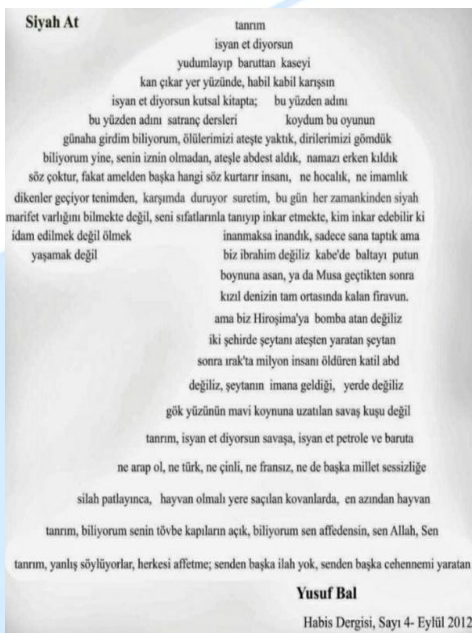 Siyah At
tanrım
isyan et diyorsun
yudumlayıp baruttan kaseyi
kan çıkar yer yüzünde, habil kabil karışsın
isyan et diyorsun kutsal kitapta; bu yüzden adını
bu yüzden adını satranç dersleri koydum bu oyunun
günaha girdim biliyorum, ölülerimizi ateşte yaktık, dirilerimizi gömdük
biliyorum yine, senin iznin olmadan, ateşle abdest aldık, namazı erken kıldık
söz çoktur, fakat amelden başka hangi söz kurtarır insanı, ne hocalık, ne imamlık
dikenler geçiyor tenimden, karşımda duruyor suretim, bu gün her zamankinden siyah
marifet varlığını bilmekte değil, seni sıfatlarınla tanıyıp inkar etmekte, kim inkar edebilir ki
idam edilmek değil ölmek inanmaksa inandık, sadece sana taptık ama
yaşamak değil biz ibrahim değiliz kabe'de baltayı putun
boynuna asan, ya da Musa geçtikten sonra
kızıl denizin tam ortasında kalan firavun.
ama biz Hiroşima'ya bomba atan değiliz
iki şehirde şeytanı ateşten yaratan şeytan
sonra ırak'ta milyon insanı öldüren katil abd
değiliz, şeytanın imana geldiği, yerde değiliz
gök yüzünün mavi koynuna uzatılan savaş kuşu değil
tanrım, isyan et diyorsun savaşa, isyan et petrole ve baruta
ne arap ol, ne türk, ne çinli, ne fransız, ne de başka millet sessizliğe
silah patlayınca, hayvan olmalı yere saçılan kovanlarda, en azından hayvan
tanrım, biliyorum senin tövbe kapıların açık, biliyorum sen affedensin, sen Allah, Sen
tanrım, yanlış söylüyorlar, herkesi affetme; senden başka ilah yok, senden başka cehennemi yaratan
Yusuf Bal
Habis Dergisi, Sayı 4- Eylül 2012